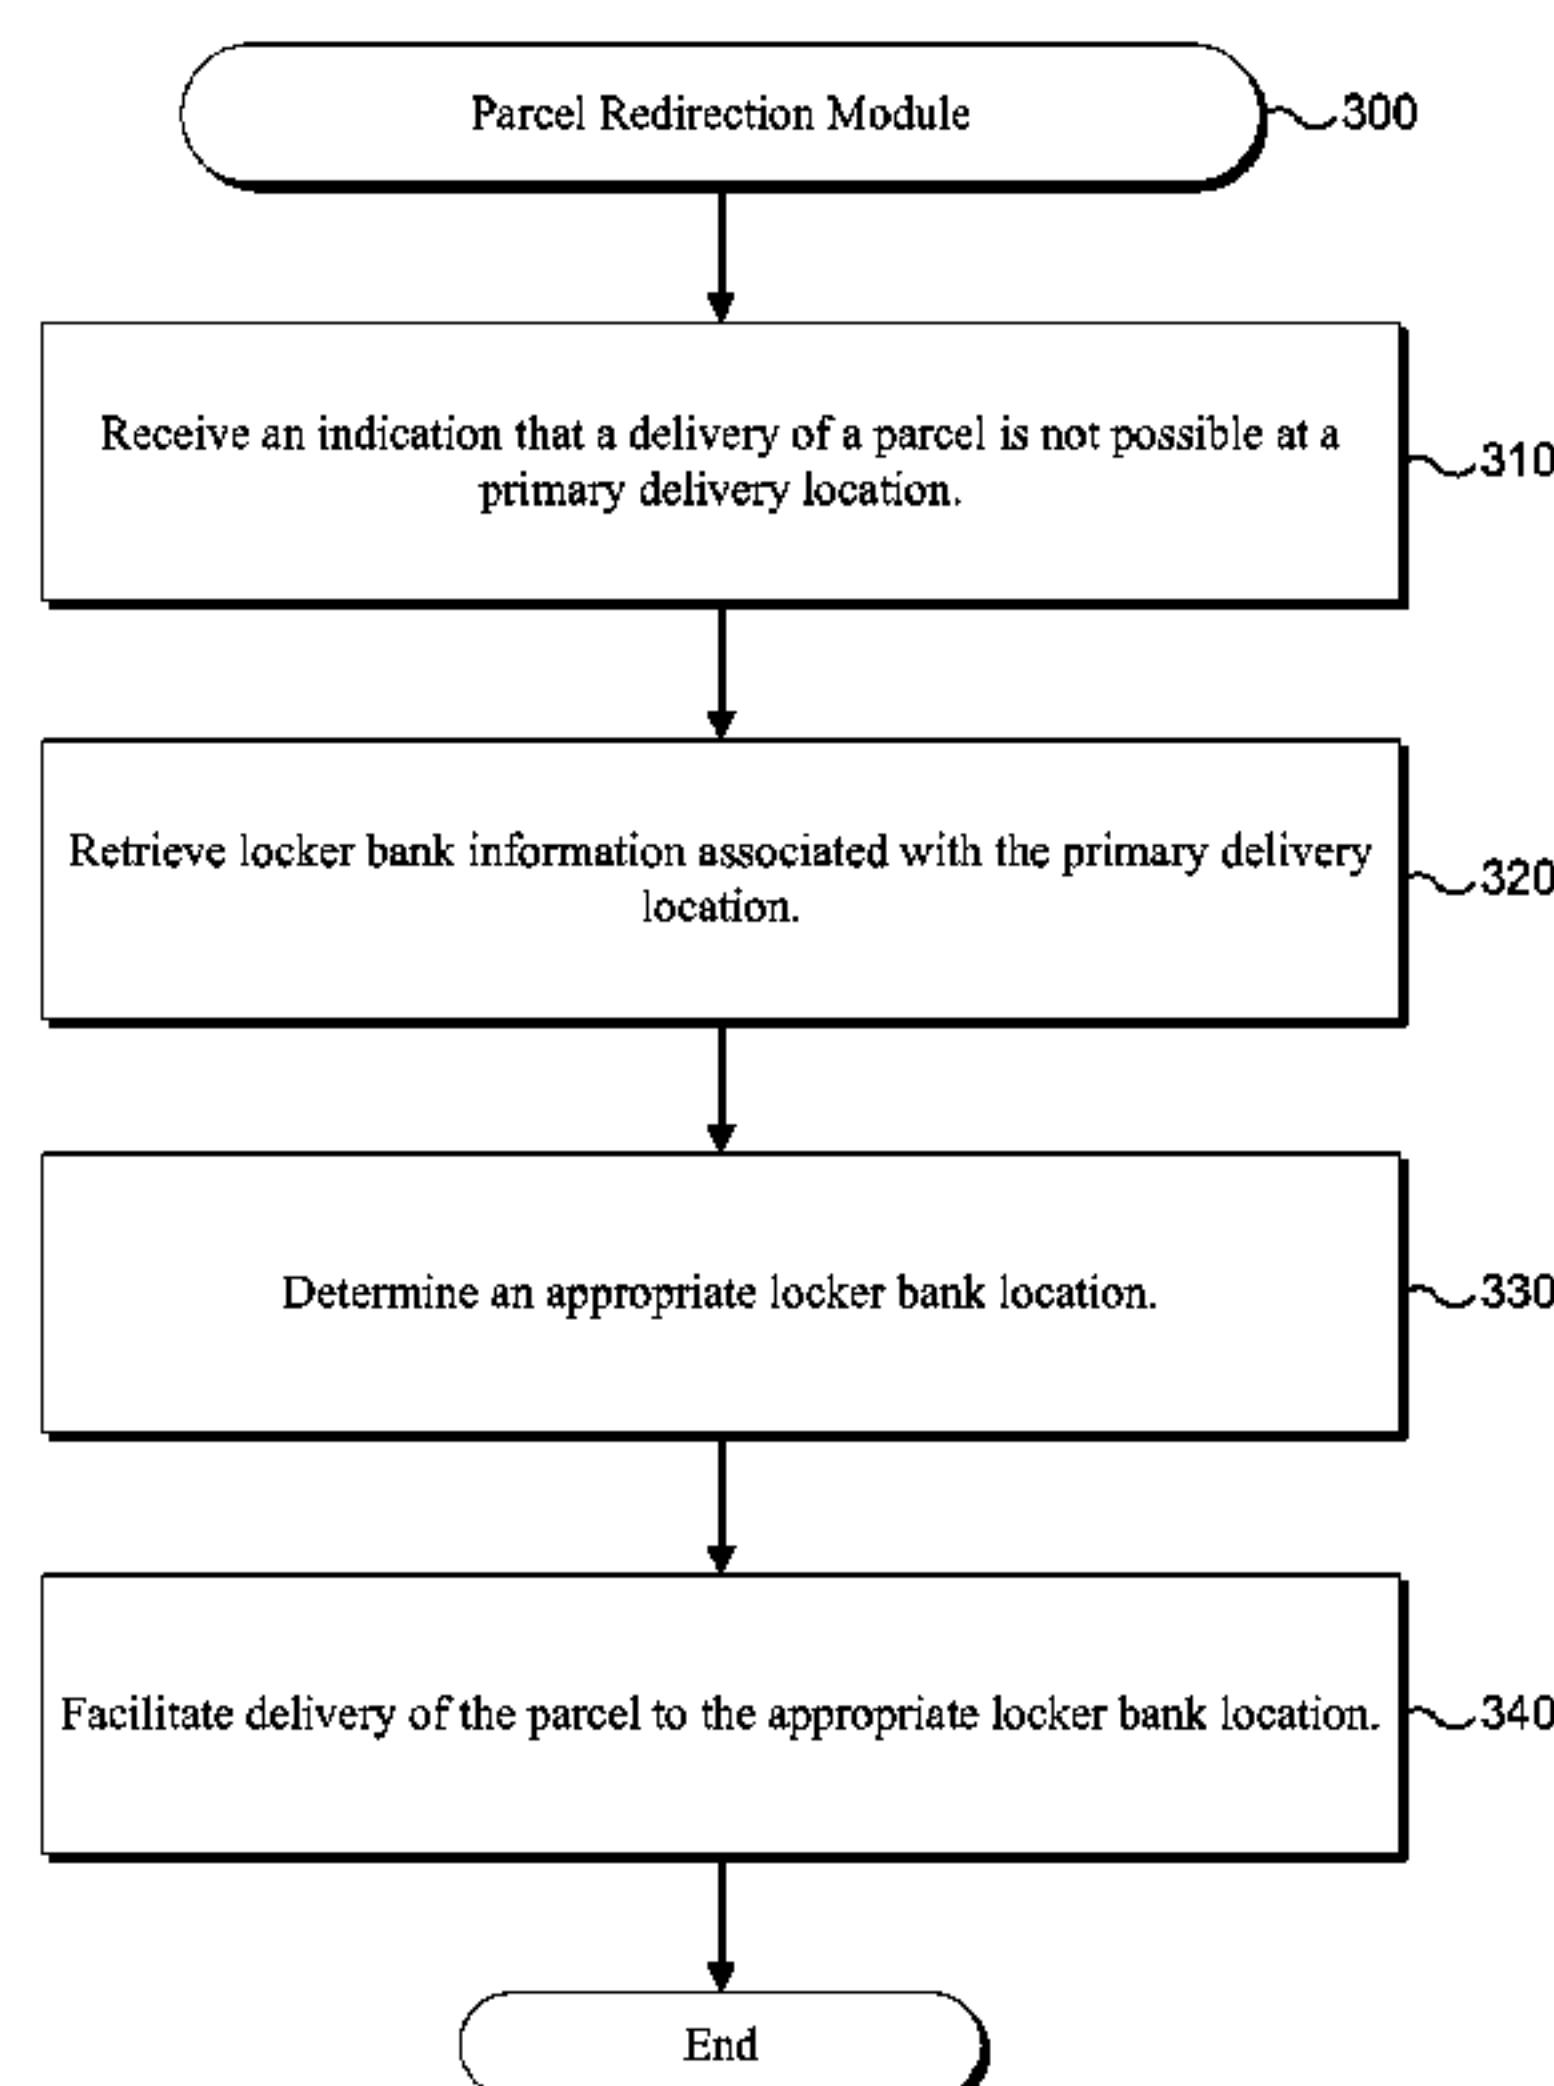 Parcel Redirection Module
300
Receive an indication that a delivery of a parcel is not possible at a
primary delivery location.
310
Retrieve locker bank information associated with the primary delivery
location.
320
Determine an appropriate locker bank location.
330
Facilitate delivery of the parcel to the appropriate locker bank location.
340
End